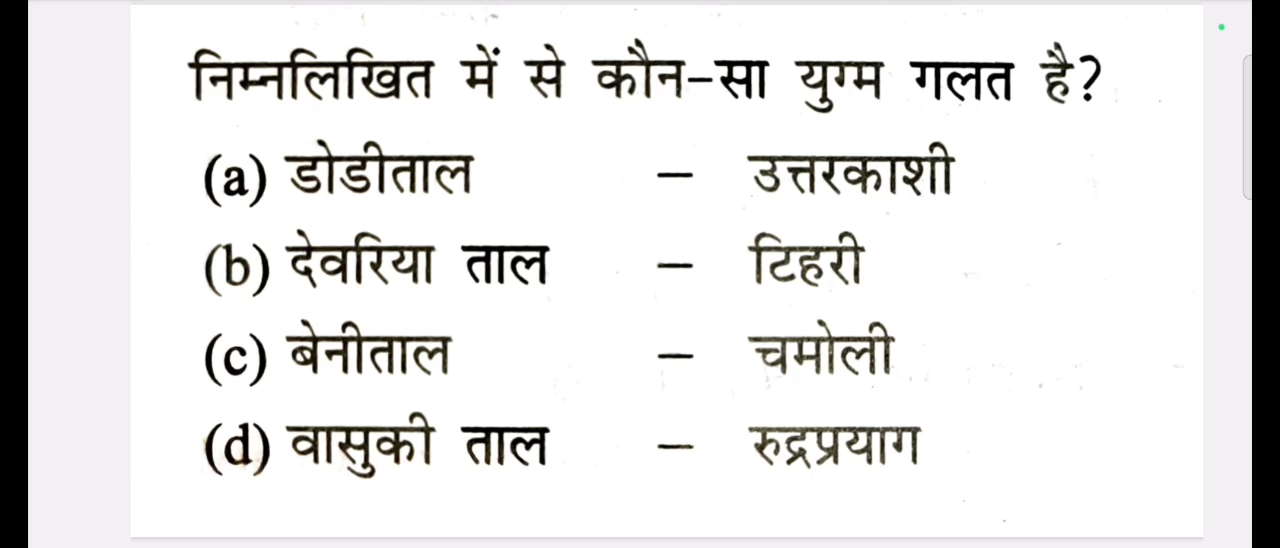 निम्नलिखित में से कौन-सा युग्म गलत है?
(a) डोडीताल – उत्तरकाशी
(b) देवरिया ताल – टिहरी
(c) बेनीताल – चमोली
(d) वासुकी ताल – रुद्रप्रयाग